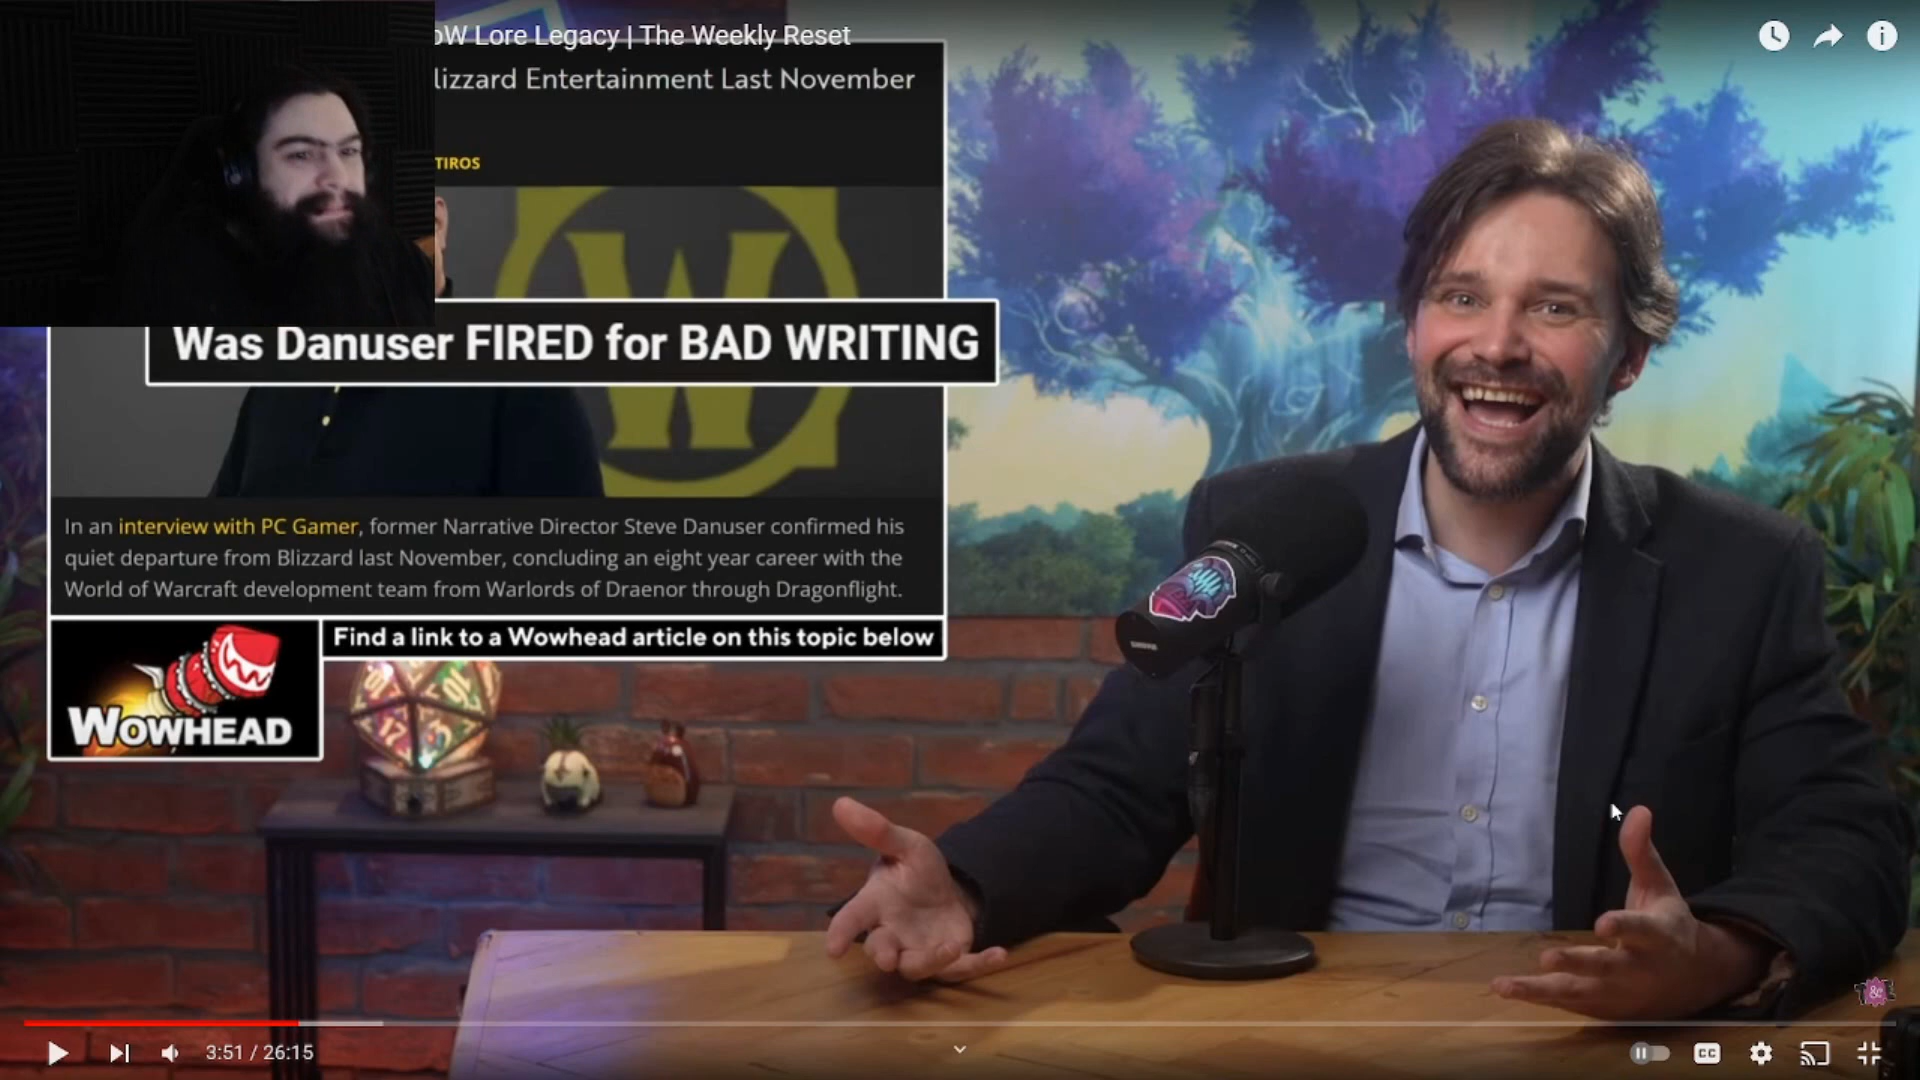 oW Lore Legacy | The Weekly Reset
lizzard Entertainment Last November
TIROS
W
Was Danuser FIRED for BAD WRITING
In an interview with PC Gamer, former Narrative Director Steve Danuser confirmed his
quiet departure from Blizzard last November, concluding an eight year career with the
World of Warcraft development team from Warlords of Draenor through Dragonflight.
Find a link to a Wowhead article on this topic below
WOWHEAD
3:51 / 26:15
CC